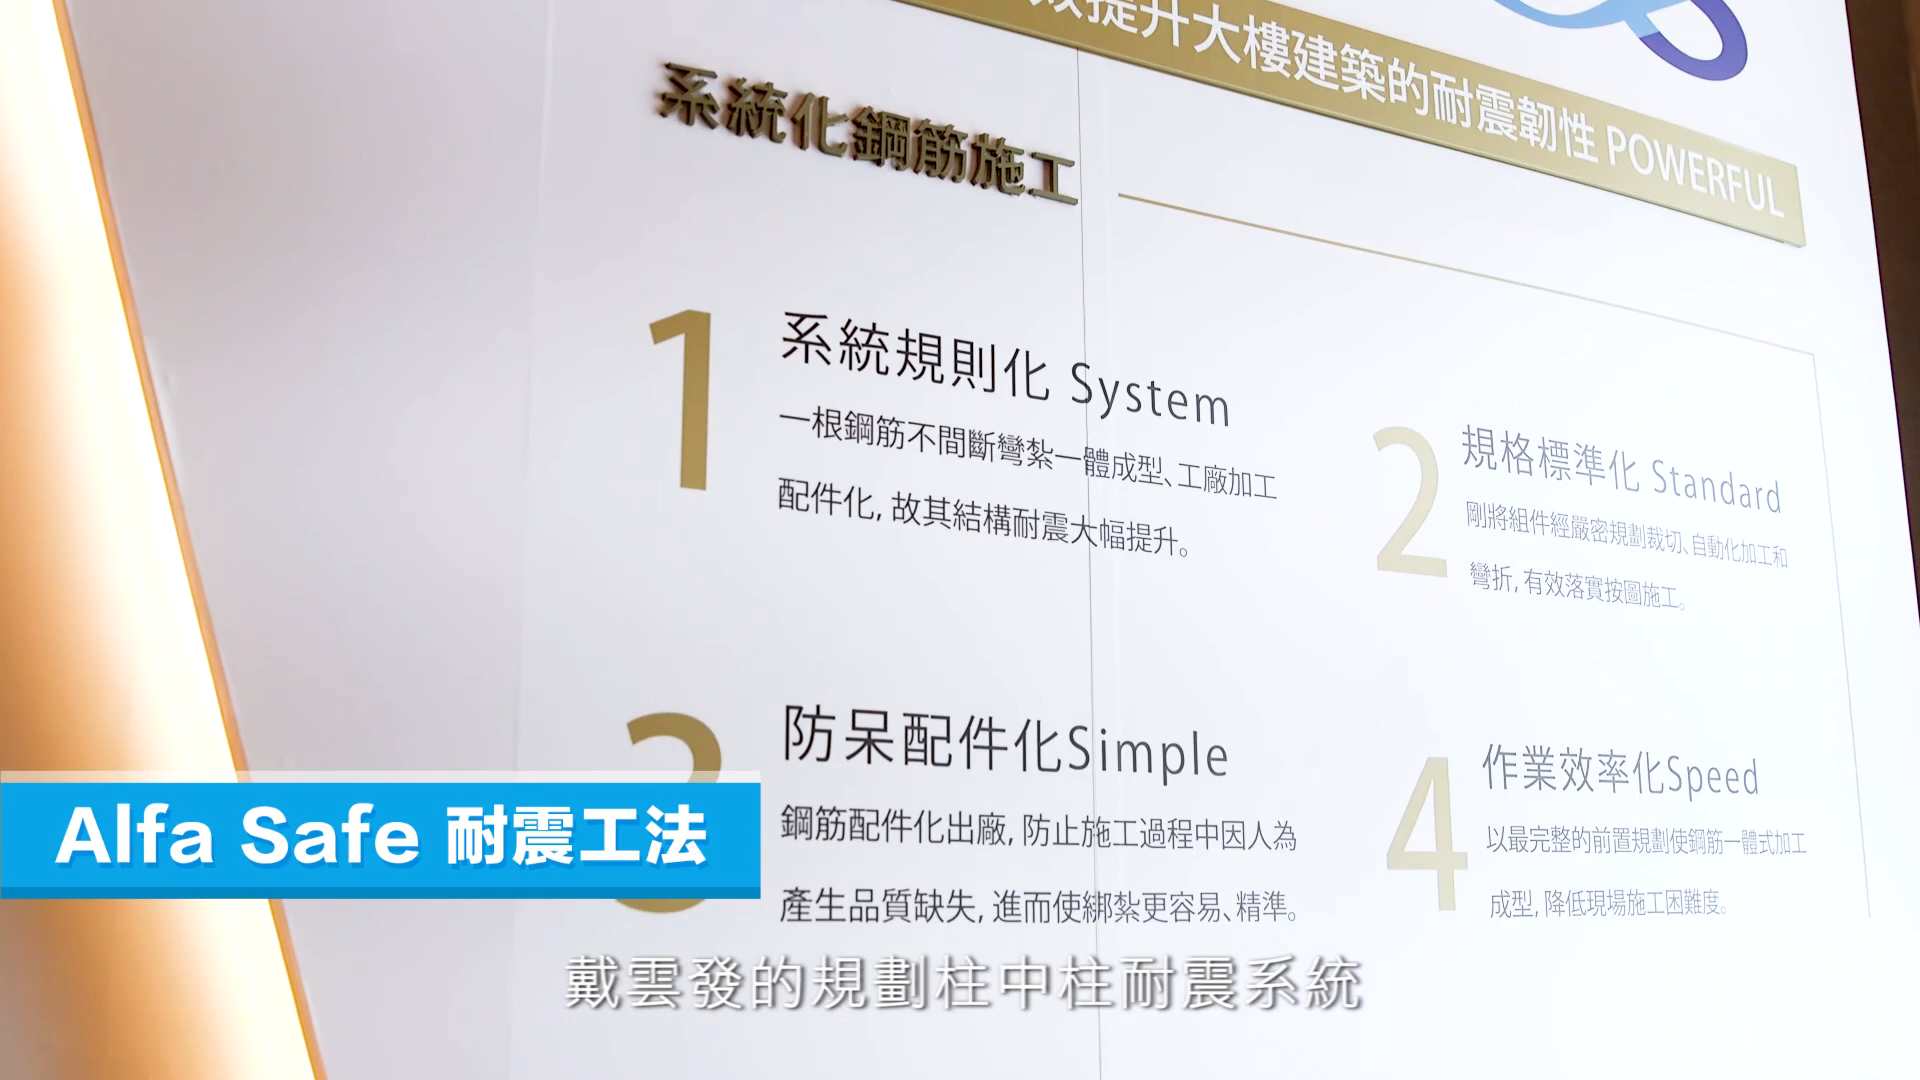 提升大樓建築的耐震韌性 POWERFUL
系統化鋼筋施工
1
系統規則化 System
一根鋼筋不間斷彎紮一體成型、工廠加工
配件化, 故其結構耐震大幅提升。
2
規格標準化 Standard
剛將組件經嚴密規劃裁切、自動化加工和
彎折, 有效落實按圖施工。
3
防呆配件化Simple
鋼筋配件化出廠, 防止施工過程中因人為
產生品質缺失, 進而使綁紮更容易、精準。
4
作業效率化Speed
以最完整的前置規劃使鋼筋一體式加工
成型, 降低現場施工困難度。
Alfa Safe 耐震工法
戴雲發的規劃柱中柱耐震系統